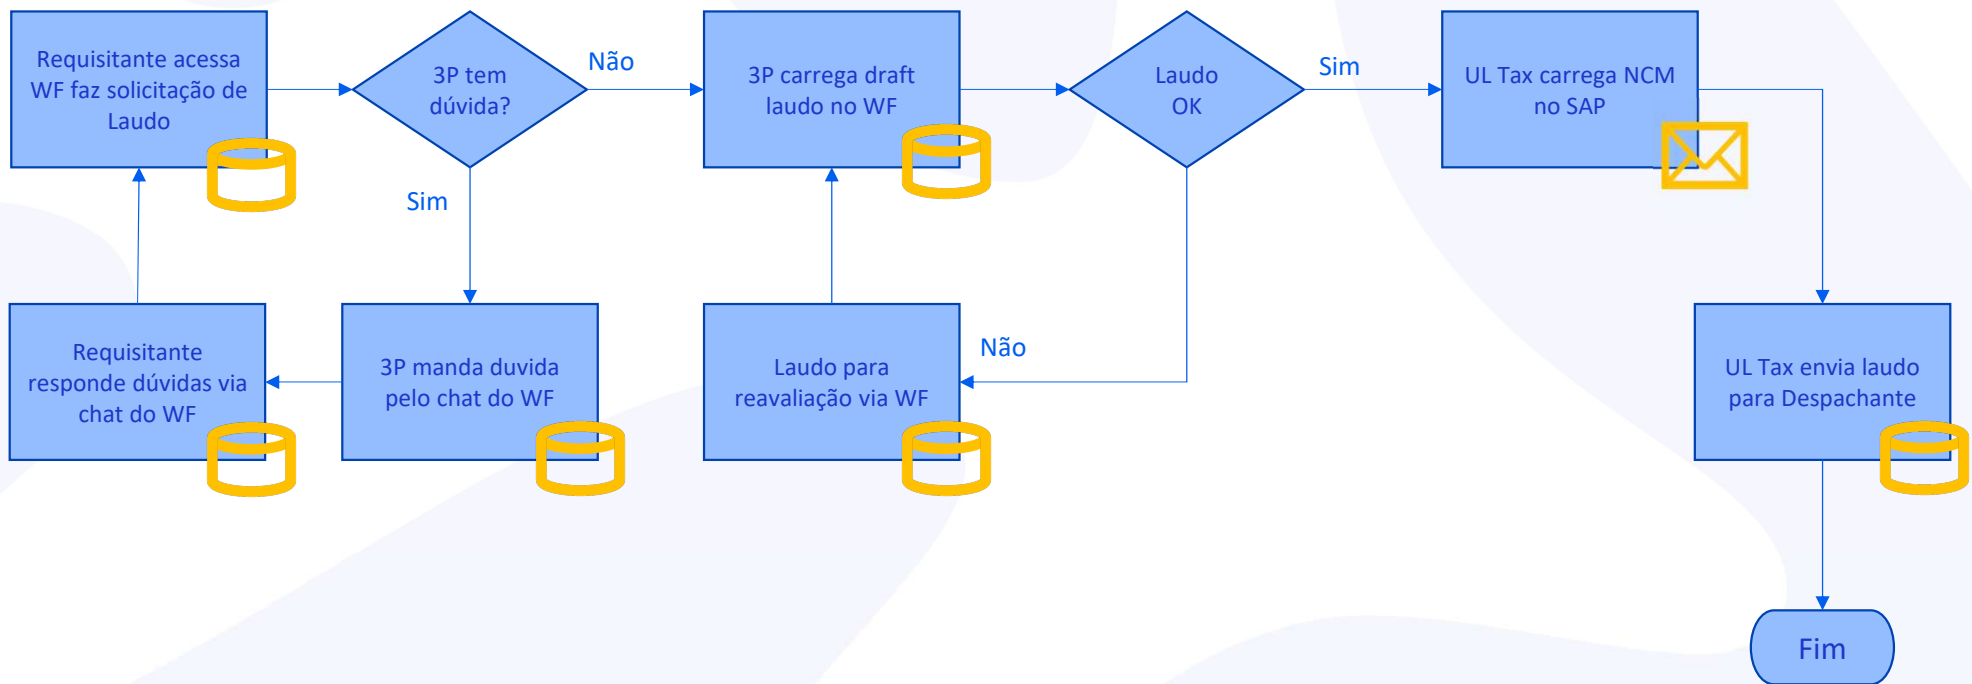 Requisitante acessa
WF faz solicitação de
Laudo
3P tem
dúvida?
Não
3P carrega draft
laudo no WF
Laudo
OK
Sim
UL Tax carrega NCM
no SAP
Sim
Requisitante
responde dúvidas via
chat do WF
3P manda duvida
pelo chat do WF
Laudo para
reavaliação via WF
Não
UL Tax envia laudo
para Despachante
Fim